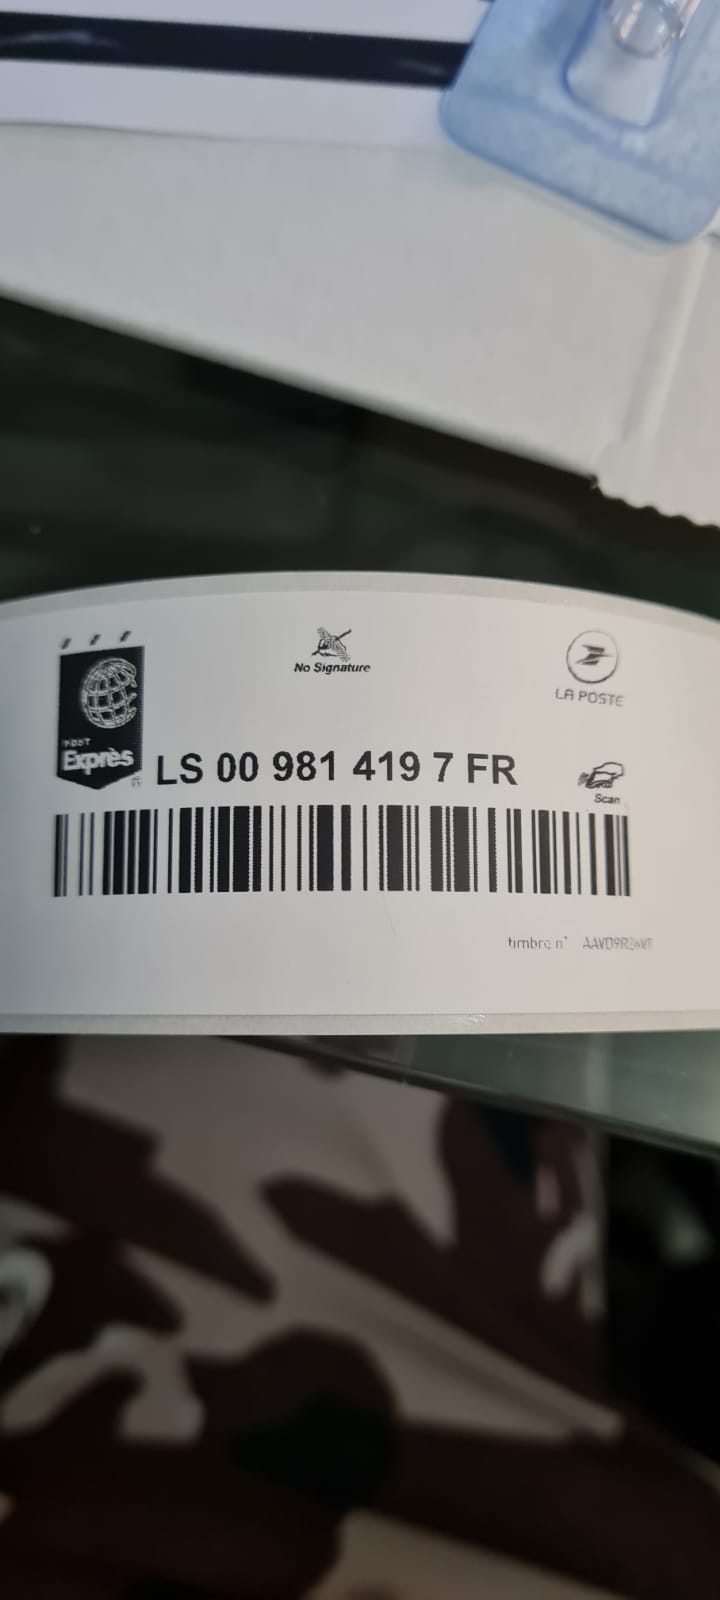 No Signature
LA POSTE
POST
Exprès
LS 00 981 419 7 FR
Scan
timbre n°